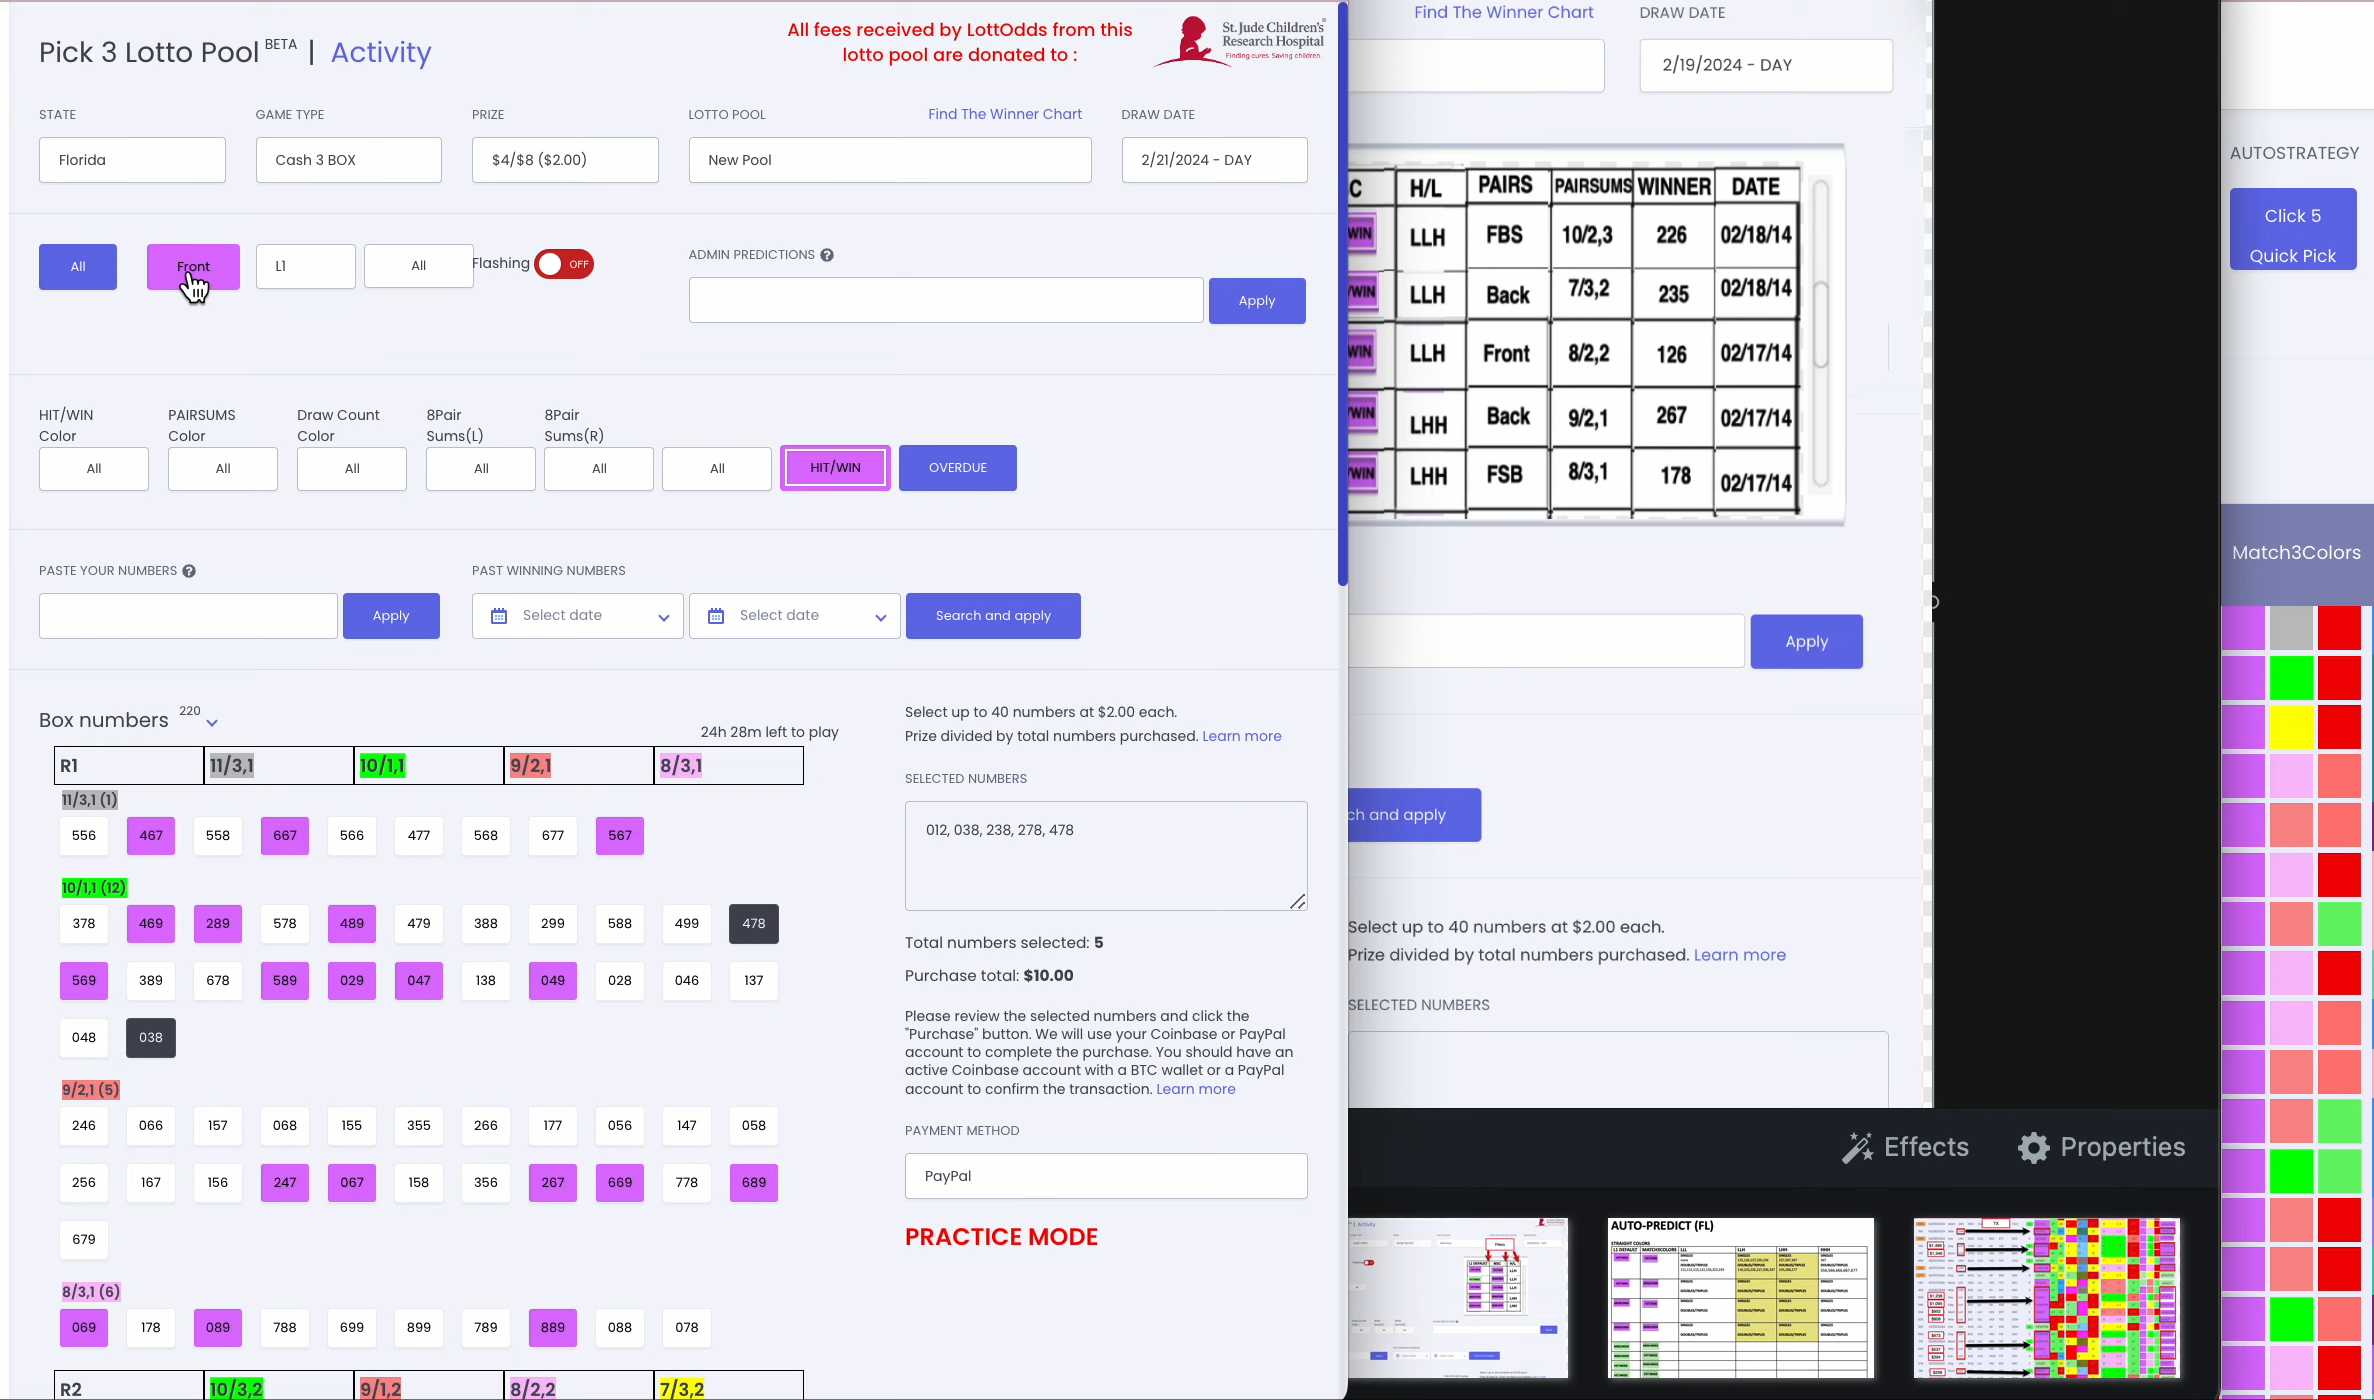 Pick 3 Lotto Pool BETA | Activity
All fees received by LottOdds from this
lotto pool are donated to :
St. Jude Children's
Research Hospital
Finding cures. Saving children.
STATE
GAME TYPE
PRIZE
LOTTO POOL
Find The Winner Chart
DRAW DATE
Florida
Cash 3 BOX
$4/$8 ($2.00)
New Pool
2/21/2024 - DAY
All
Front
L1
All
Flashing
OFF
ADMIN PREDICTIONS
Apply
HIT/WIN Color
PAIRSUMS Color
Draw Count Color
8Pair Sums(L)
8Pair Sums(R)
All
All
All
All
All
All
HIT/WIN
OVERDUE
PASTE YOUR NUMBERS
PAST WINNING NUMBERS
Apply
Select date
Select date
Search and apply
Box numbers 220
24h 28m left to play
R1 11/3,1 10/1,1 9/2,1 8/3,1
11/3,1 (1)
556 467 558 667 566 477 568 677 567
10/1,1 (12)
378 469 289 578 489 479 388 299 588 499 478
569 389 678 589 029 047 138 049 028 046 137
048 038
9/2,1 (5)
246 066 157 068 155 355 266 177 056 147 058
256 167 156 247 067 158 356 267 669 778 689
679
8/3,1 (6)
069 178 089 788 699 899 789 889 088 078
R2 10/3,2 9/1,2 8/2,2 7/3,2
Select up to 40 numbers at $2.00 each.
Prize divided by total numbers purchased. Learn more
SELECTED NUMBERS
012, 038, 238, 278, 478
Total numbers selected: 5
Purchase total: $10.00
Please review the selected numbers and click the
"Purchase" button. We will use your Coinbase or PayPal
account to complete the purchase. You should have an
active Coinbase account with a BTC wallet or a PayPal
account to confirm the transaction. Learn more
PAYMENT METHOD
PayPal
PRACTICE MODE
Find The Winner Chart
DRAW DATE
2/19/2024 - DAY
C H/L PAIRS PAIRSUMS WINNER DATE
WIN LLH FBS 10/2,3 226 02/18/14
WIN LLH Back 7/3,2 235 02/18/14
WIN LLH Front 8/2,2 126 02/17/14
WIN LHH Back 9/2,1 267 02/17/14
WIN LHH FSB 8/3,1 178 02/17/14
Apply
ch and apply
Select up to 40 numbers at $2.00 each.
Prize divided by total numbers purchased. Learn more
SELECTED NUMBERS
Effects
Properties
AUTO-PREDICT (FL)
STRAIGHT COLORS
AUTOSTRATEGY
Click 5
Quick Pick
Match3Colors